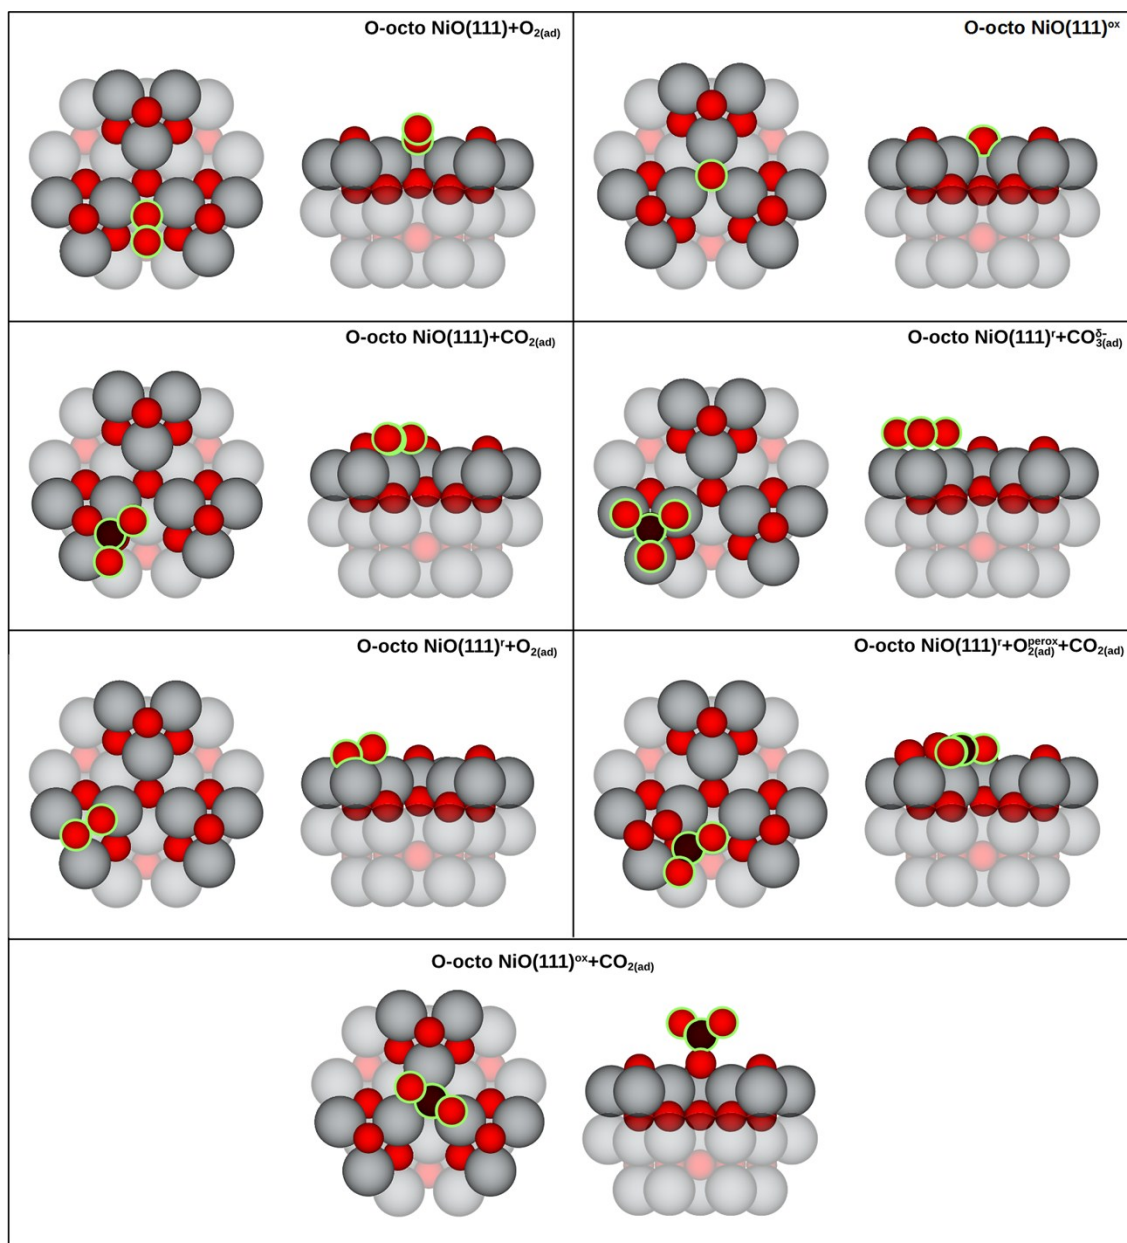 O-octo NiO(111)+O₂₍ad₎
O-octo NiO(111)ᵒˣ
O-octo NiO(111)+CO₂₍ad₎
O-octo NiO(111)ʳ+CO₃₍ad₎^δ-
O-octo NiO(111)ʳ+O₂₍ad₎
O-octo NiO(111)ʳ+O₂₍ad₎^perox+CO₂₍ad₎
O-octo NiO(111)ᵒˣ+CO₂₍ad₎